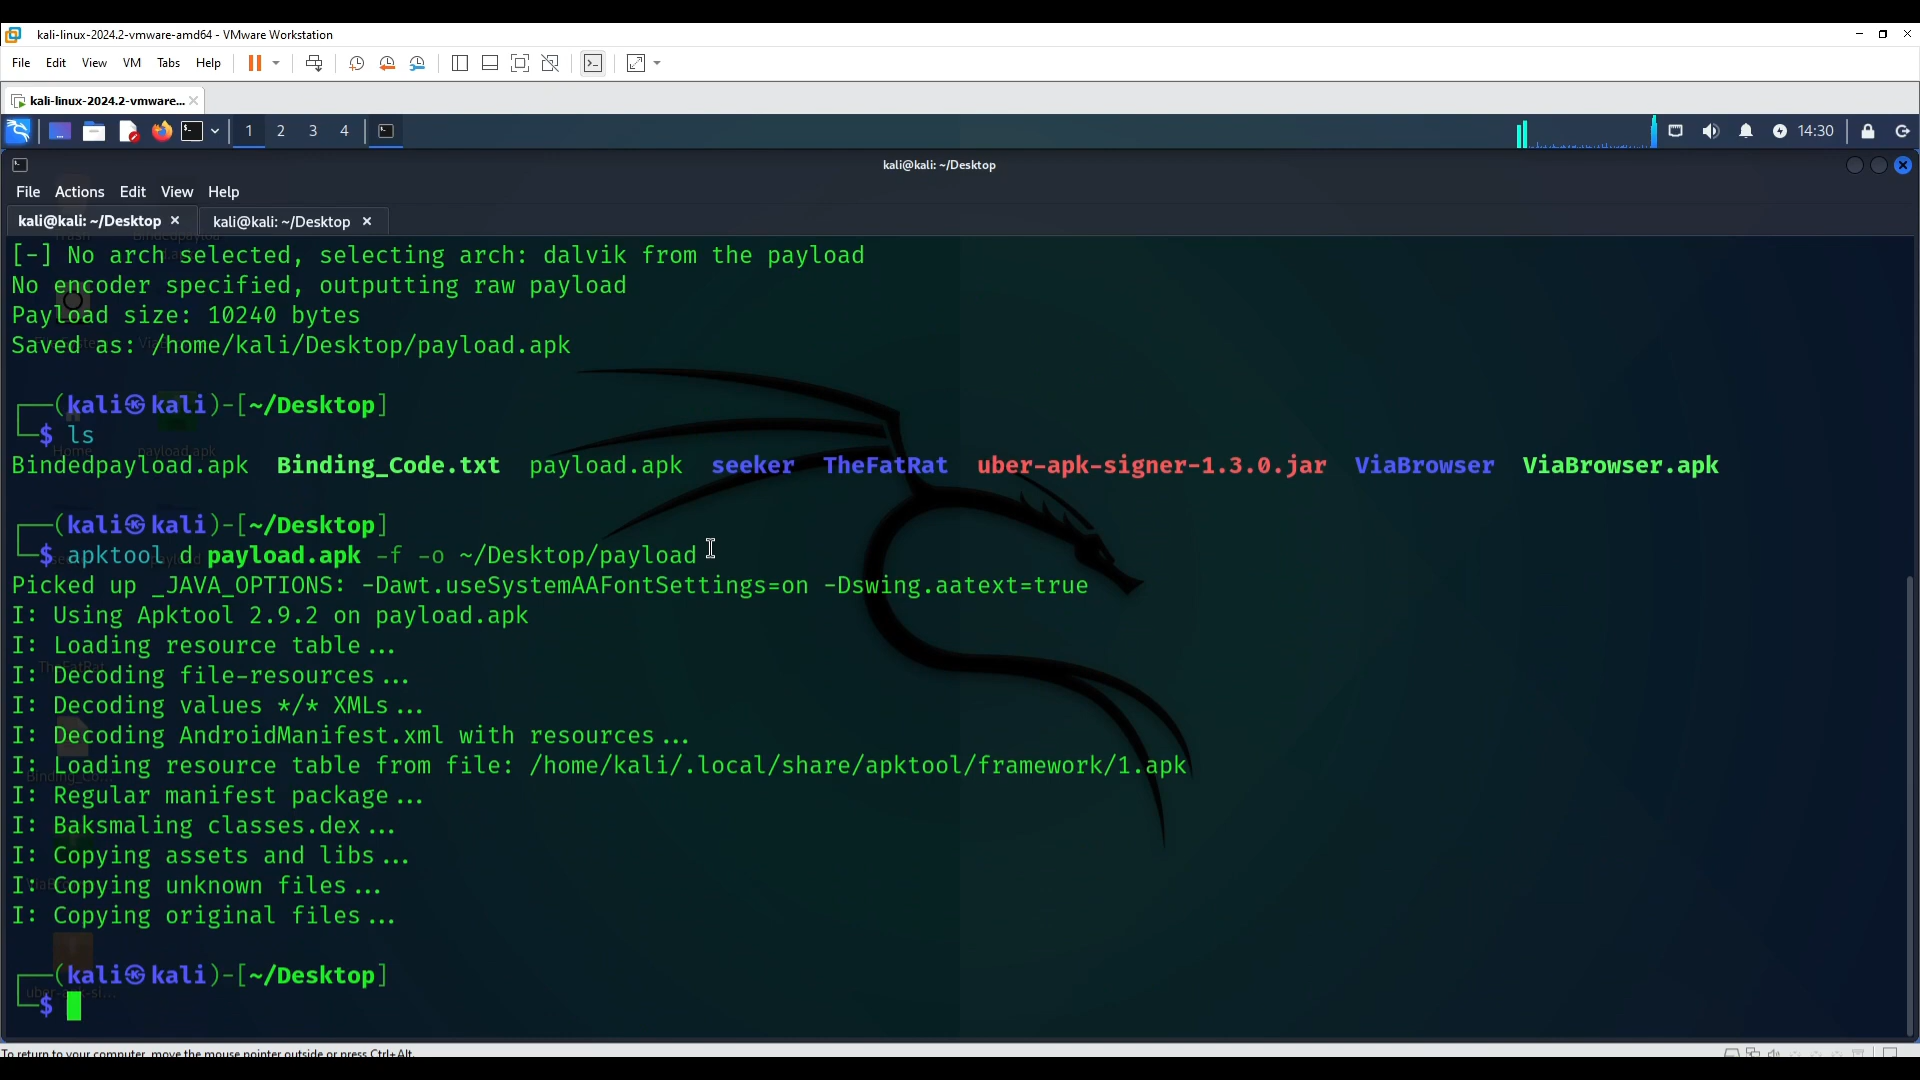 kali-linux-2024.2-vmware-amd64 - VMware Workstation
File Edit View VM Tabs Help
kali-linux-2024.2-vmware...
1 2 3 4 14:30
kali@kali: ~/Desktop
File Actions Edit View Help
kali@kali: ~/Desktop kali@kali: ~/Desktop
[-] No arch selected, selecting arch: dalvik from the payload
No encoder specified, outputting raw payload
Payload size: 10240 bytes
Saved as: /home/kali/Desktop/payload.apk
┌──(kali㉿kali)-[~/Desktop]
└─$ ls
Bindedpayload.apk Binding_Code.txt payload.apk seeker TheFatRat uber-apk-signer-1.3.0.jar ViaBrowser ViaBrowser.apk
┌──(kali㉿kali)-[~/Desktop]
└─$ apktool d payload.apk -f -o ~/Desktop/payload
Picked up _JAVA_OPTIONS: -Dawt.useSystemAAFontSettings=on -Dswing.aatext=true
I: Using Apktool 2.9.2 on payload.apk
I: Loading resource table...
I: Decoding file-resources...
I: Decoding values */* XMLs...
I: Decoding AndroidManifest.xml with resources...
I: Loading resource table from file: /home/kali/.local/share/apktool/framework/1.apk
I: Regular manifest package...
I: Baksmaling classes.dex...
I: Copying assets and libs...
I: Copying unknown files...
I: Copying original files...
┌──(kali㉿kali)-[~/Desktop]
└─$
To return to your computer, move the mouse pointer outside or press Ctrl+Alt.